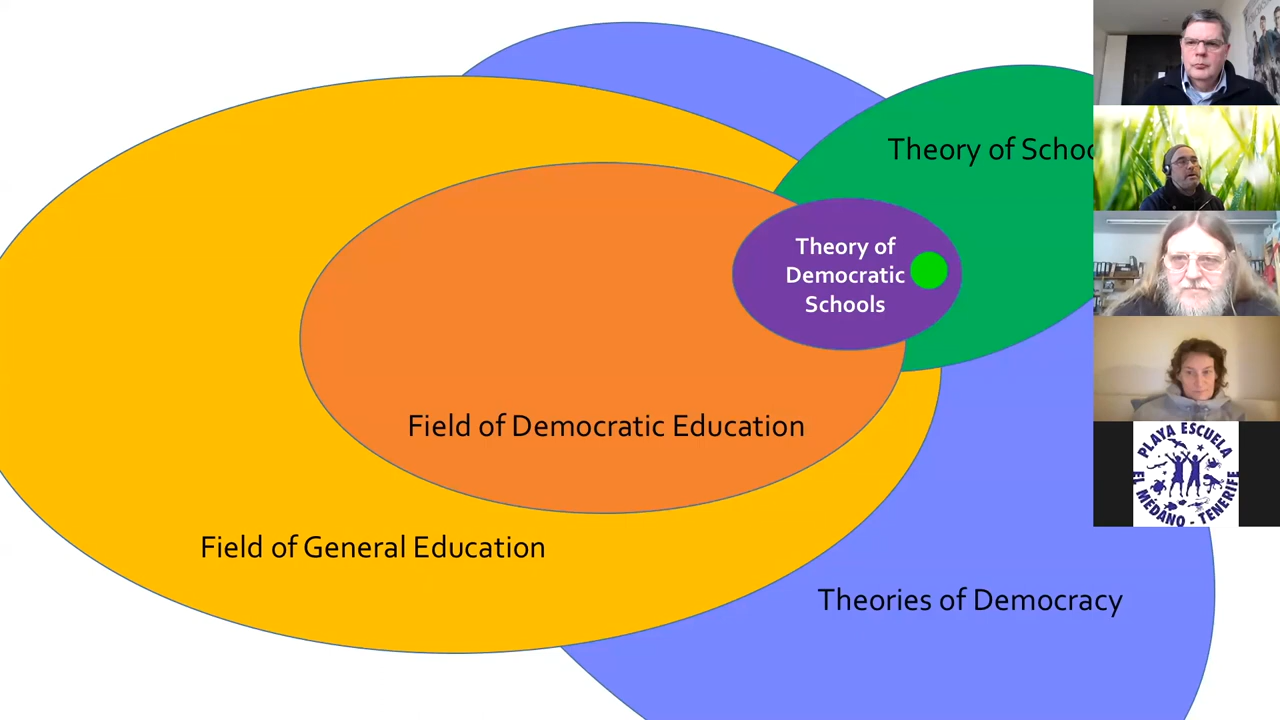 Theory of Schoo
Theory of
Democratic
Schools
Field of Democratic Education
Field of General Education
Theories of Democracy
PLAYA ESCUELA
EL MÉDANO - TENERIFE